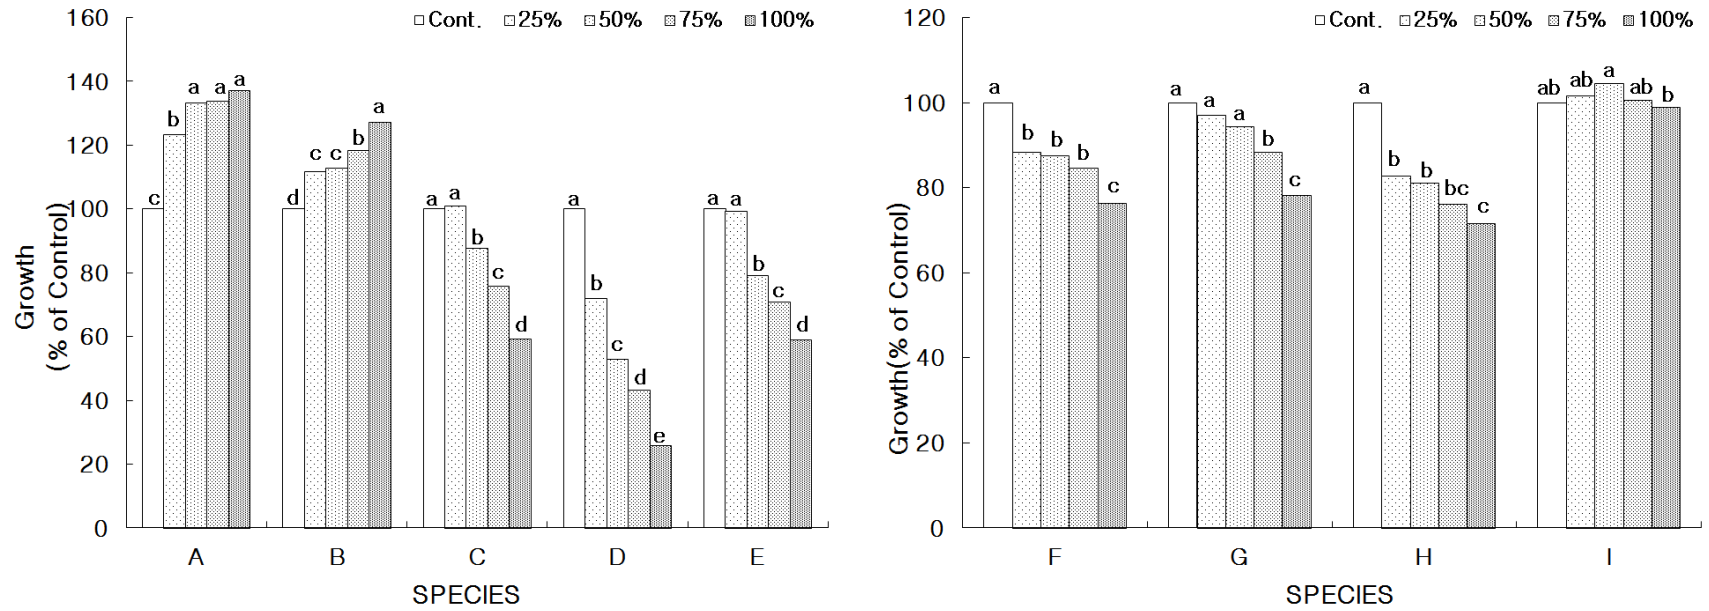 160
140
120
100
80
60
40
20
0
Growth
(% of Control)
Cont. 25% 50% 75% 100%
c b a a a
d c c b a
a a b c d
a b c d e
a a b c d
A B C D E
SPECIES
120
100
80
60
40
20
0
Growth(% of Control)
Cont. 25% 50% 75% 100%
a b b b c
a a a b c
a b b bc c
ab ab a ab b
F G H I
SPECIES